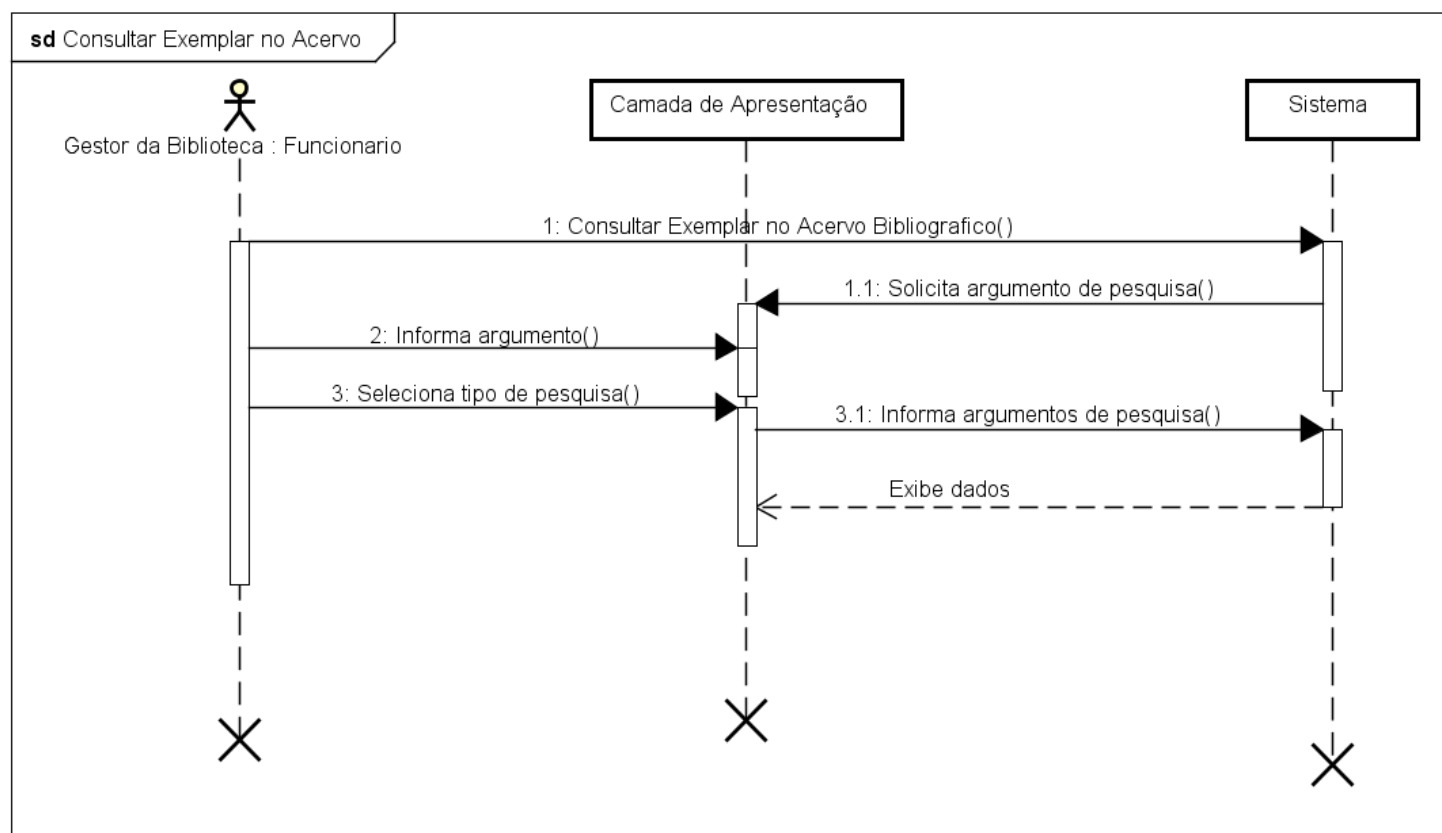 sd Consultar Exemplar no Acervo
Gestor da Biblioteca : Funcionario
Camada de Apresentação
Sistema
1: Consultar Exemplar no Acervo Bibliografico()
1.1: Solicita argumento de pesquisa()
2: Informa argumento()
3: Seleciona tipo de pesquisa()
3.1: Informa argumentos de pesquisa()
Exibe dados